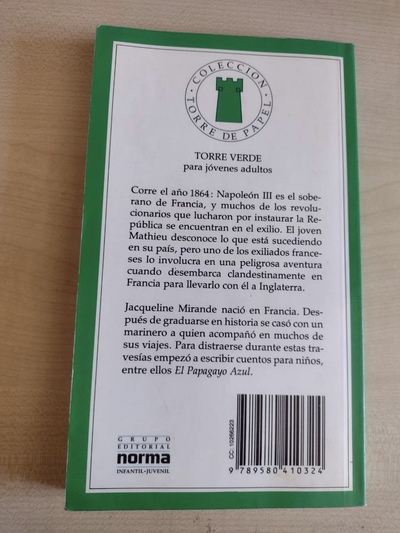 COLECCION
TORRE DE PAPEL
TORRE VERDE
para jóvenes adultos
Corre el año 1864: Napoleón III es el sobe-
rano de Francia, y muchos de los revolu-
cionarios que lucharon por instaurar la Re-
pública se encuentran en el exilio. El joven
Mathieu desconoce lo que está sucediendo
en su país, pero uno de los exiliados france-
ses lo involucra en una peligrosa aventura
cuando desembarca clandestinamente en
Francia para llevarlo con él a Inglaterra.
Jacqueline Mirande nació en Francia. Des-
pués de graduarse en historia se casó con un
marinero a quien acompañó en muchos de
sus viajes. Para distraerse durante estas tra-
vesías empezó a escribir cuentos para niños,
entre ellos El Papagayo Azul.
GRUPO
EDITORIAL
norma
INFANTIL-JUVENIL
CC: 10266223
9 789580 410324